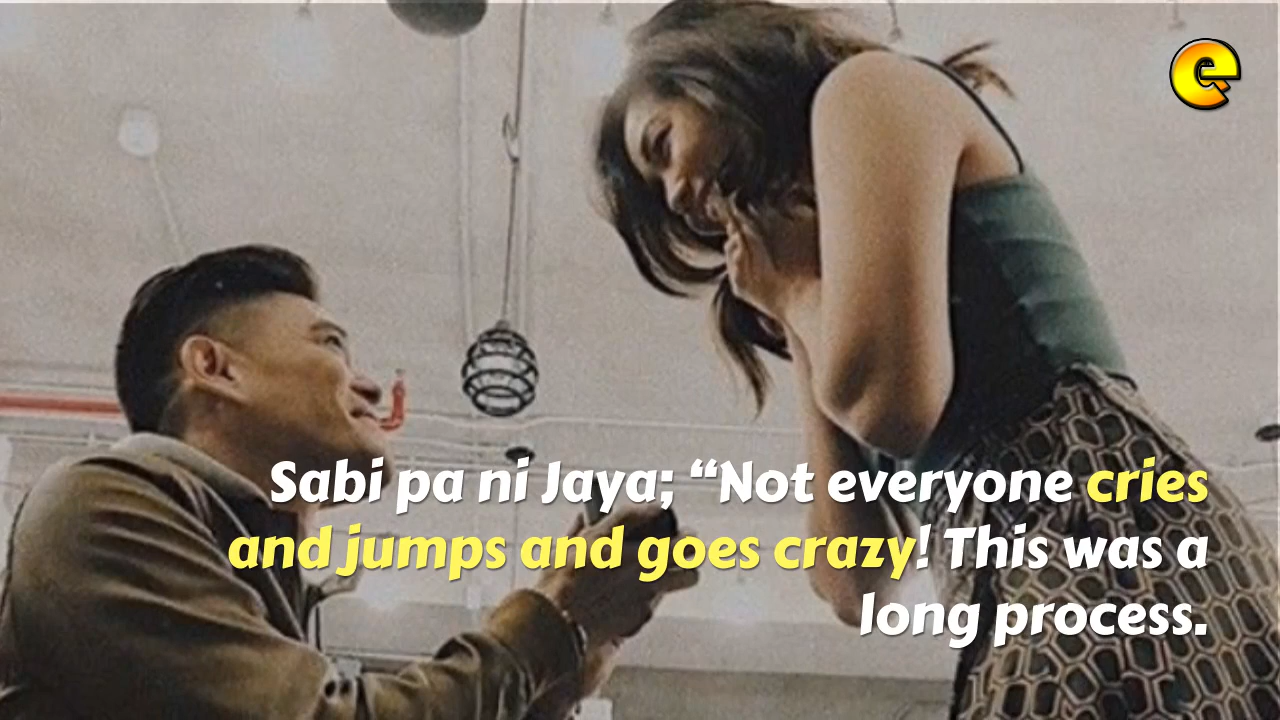 e
Sabi pa ni Jaya; “Not everyone cries
and jumps and goes crazy! This was a
long process.